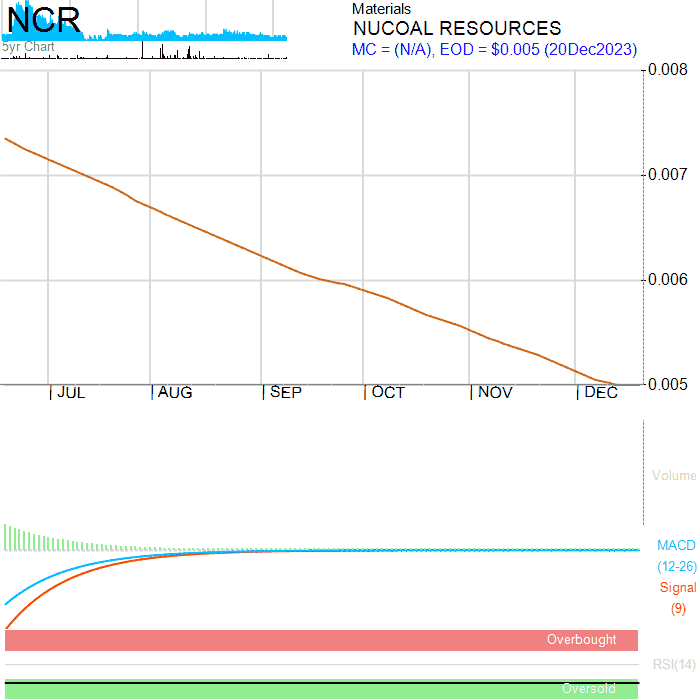 NCR
5yr Chart
Materials
NUCOAL RESOURCES
MC = (N/A), EOD = $0.005 (20Dec2023)
0.008
0.007
0.006
0.005
JUL AUG SEP OCT NOV DEC
Volume
MACD
(12-26)
Signal
(9)
Overbought
RSI(14)
Oversold